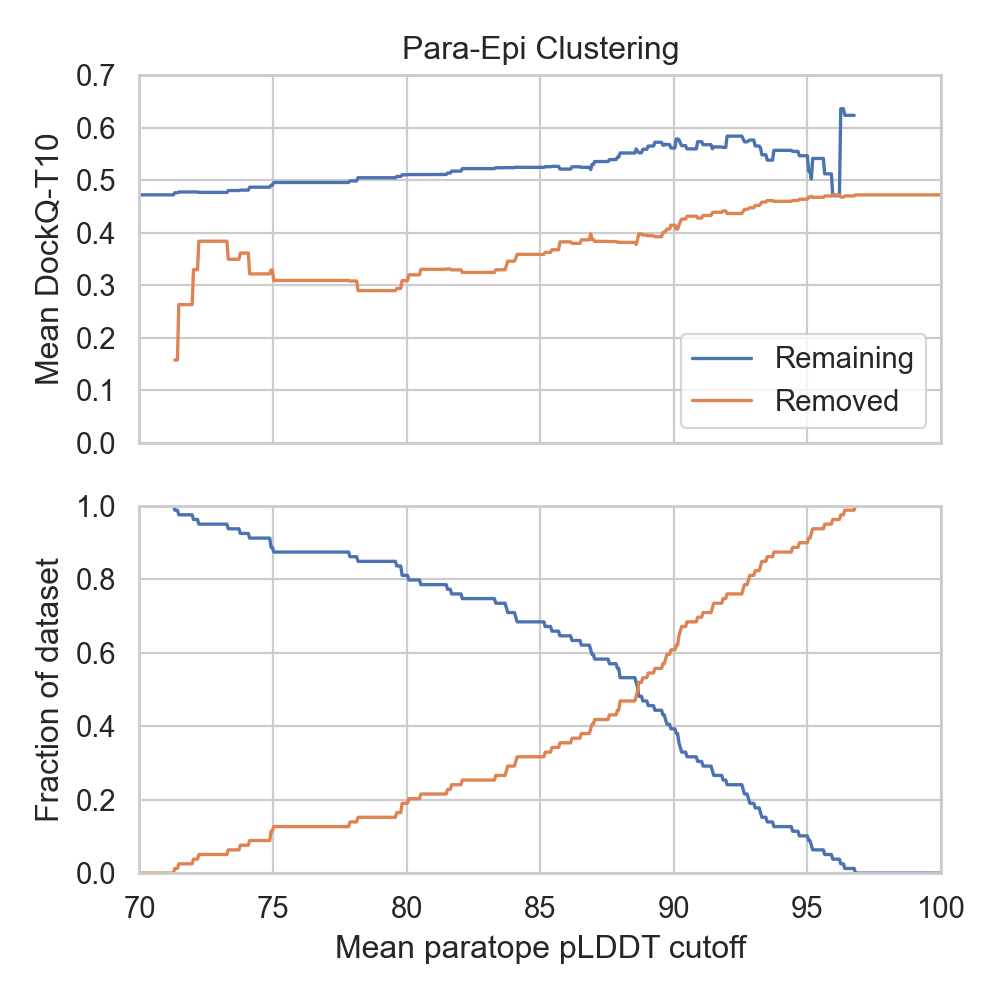 Para-Epi Clustering
0.7
0.6
0.5
0.4
0.3
0.2
0.1
0.0
Mean DockQ-T10
Remaining
Removed
1.0
0.8
0.6
0.4
0.2
0.0
Fraction of dataset
70 75 80 85 90 95 100
Mean paratope pLDDT cutoff